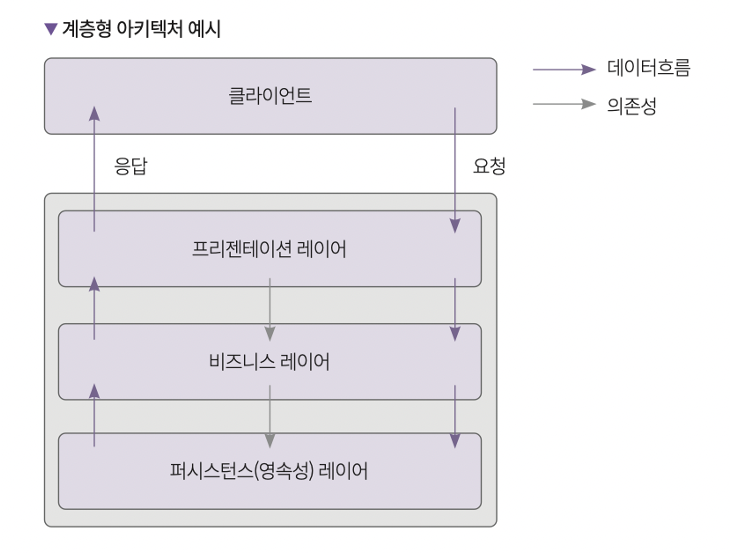 ▼ 계층형 아키텍처 예시
클라이언트
데이터흐름
의존성
응답
요청
프리젠테이션 레이어
비즈니스 레이어
퍼시스턴스(영속성) 레이어